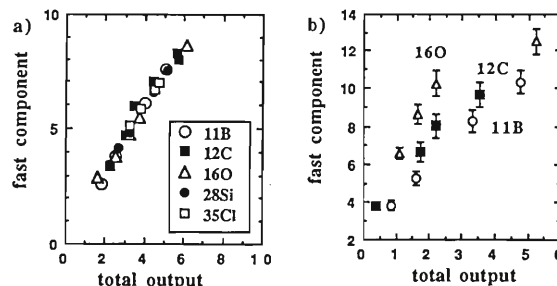 a)
fast component
10
5
0
0 2 4 6 8 10
total output
11B
12C
16O
28Si
35Cl
b)
fast component
14
12
10
8
6
4
2
0 1 2 3 4 5 6
total output
16O
12C
11B